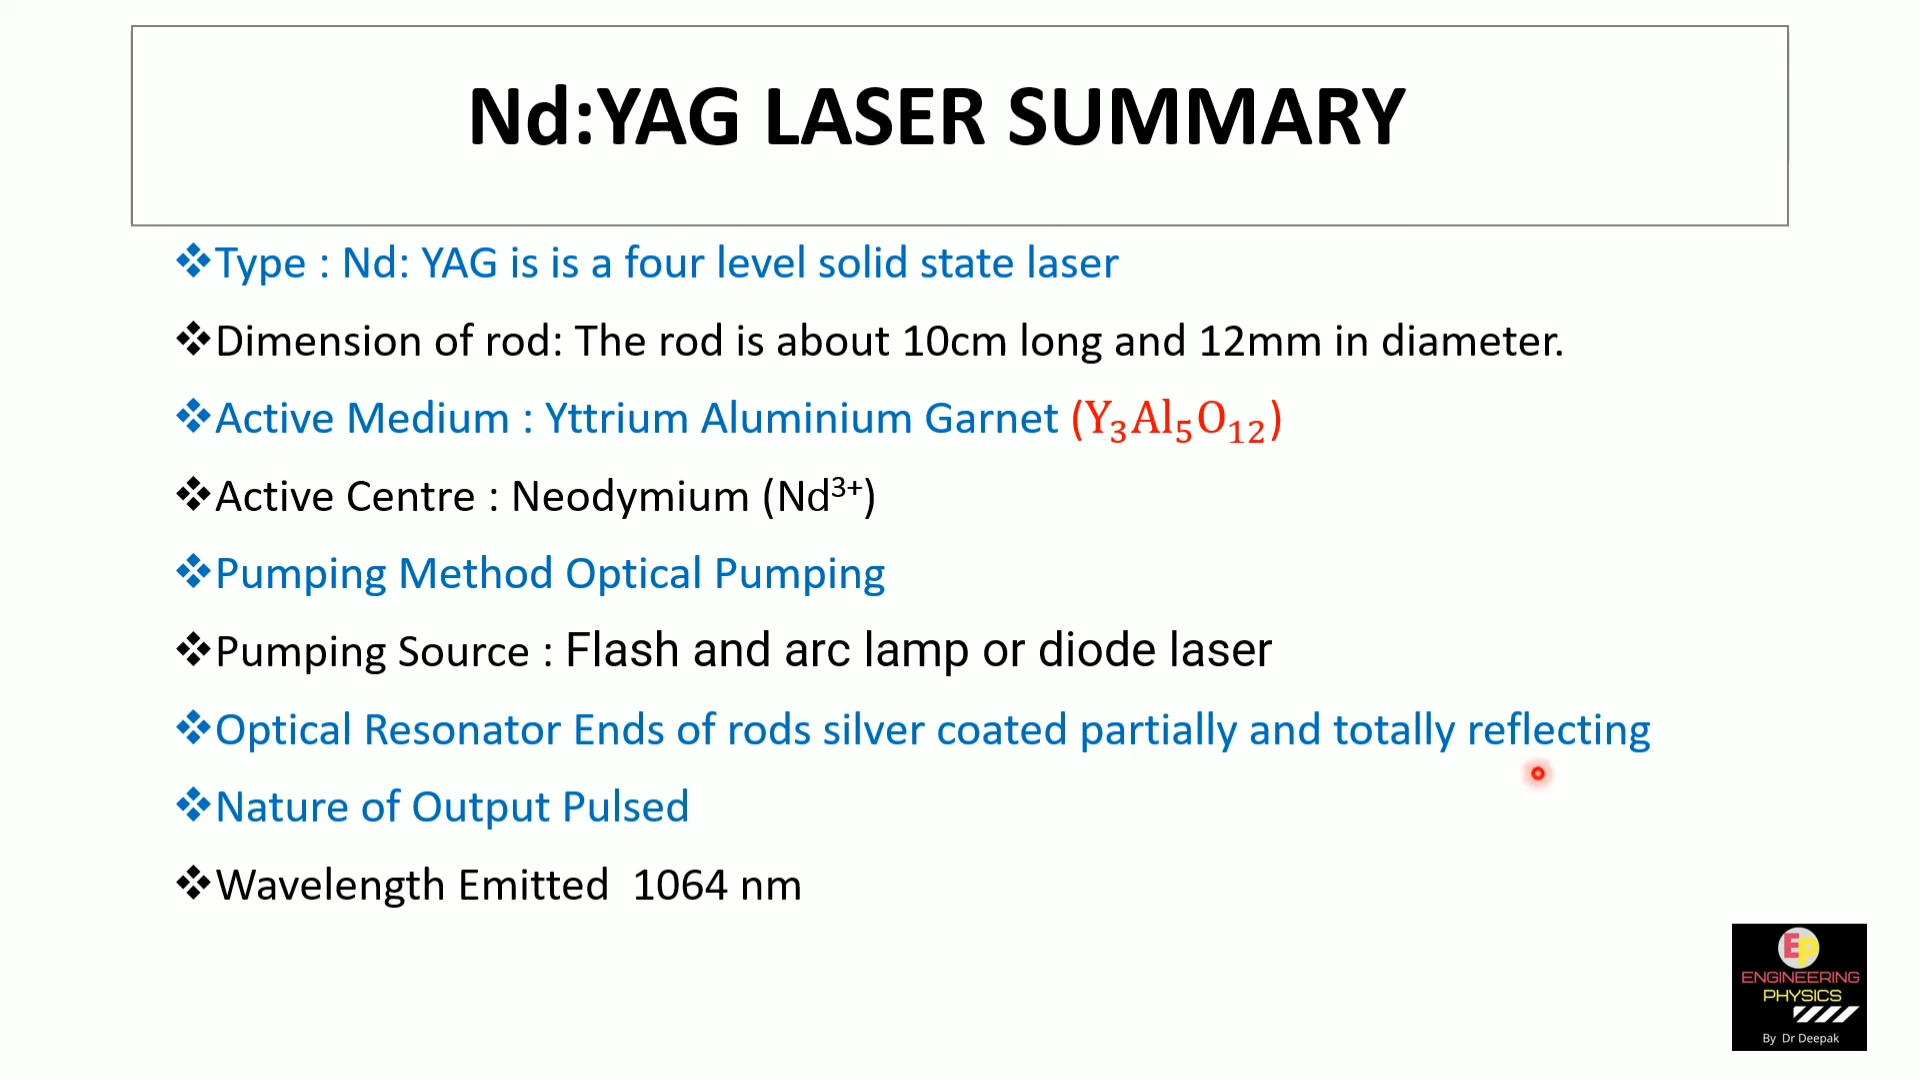 Nd:YAG LASER SUMMARY
❖Type : Nd: YAG is is a four level solid state laser
❖Dimension of rod: The rod is about 10cm long and 12mm in diameter.
❖Active Medium : Yttrium Aluminium Garnet (Y₃Al₅O₁₂)
❖Active Centre : Neodymium (Nd³⁺)
❖Pumping Method Optical Pumping
❖Pumping Source : Flash and arc lamp or diode laser
❖Optical Resonator Ends of rods silver coated partially and totally reflecting
❖Nature of Output Pulsed
❖Wavelength Emitted 1064 nm
EP
ENGINEERING
PHYSICS
By Dr Deepak